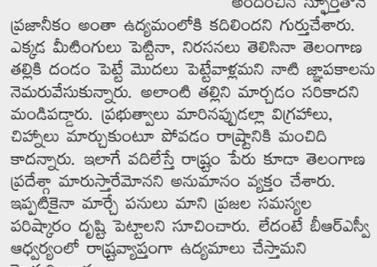 అందించిన స్ఫూర్తితోనే
ప్రజానీకం అంతా ఉద్యమంలోకి కదిలిందని గుర్తుచేశారు.
ఎక్కడ మీటింగులు పెట్టినా, నిరసనలు తెలిసినా తెలంగాణ
తల్లికి దండం పెట్టే మొదలు పెట్టేవాళ్లమని నాటి జ్ఞాపకాలను
నెమరువేసుకున్నారు. అలాంటి తల్లిని మార్చడం సరికాదని
మండిపడ్డారు. ప్రభుత్వాలు మారినప్పుడల్లా విగ్రహాలు,
చిహ్నాలు మార్చుకుంటూ పోవడం రాష్ట్రానికి మంచిది
కాదన్నారు. ఇలాగే వదిలేస్తే రాష్ట్రం పేరు కూడా తెలంగాణ
ప్రదేశ్గా మారుస్తారేమోనని అనుమానం వ్యక్తం చేశారు.
ఇప్పటికైనా మార్చే పనులు మాని ప్రజల సమస్యల
పరిష్కారం దృష్టి పెట్టాలని సూచించారు. లేదంటే బీఆర్ఎస్వీ
ఆధ్వర్యంలో రాష్ట్రవ్యాప్తంగా ఉద్యమాలు చేస్తామని